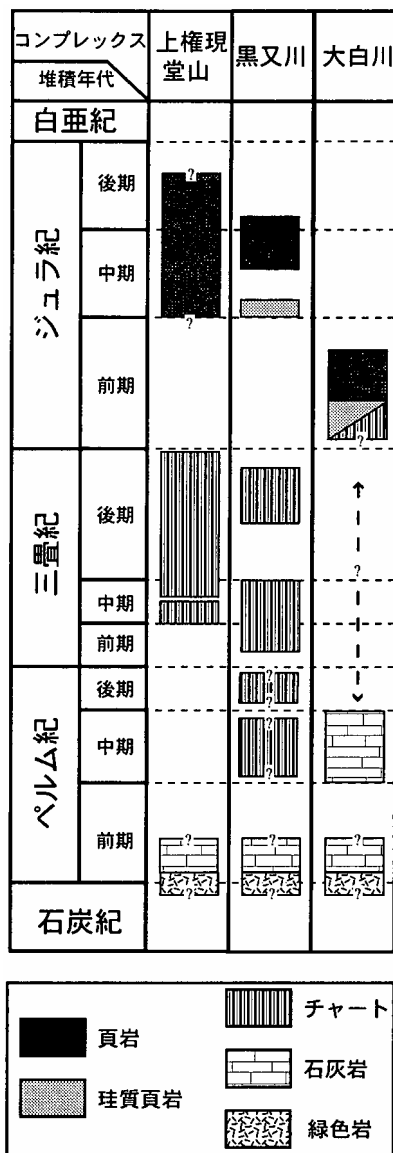 コンプレックス
堆積年代
上権現
堂山
黒又川
大白川
白亜紀
ジュラ紀
後期
?
中期
?
前期
?
三畳紀
後期
中期
?
前期
ペルム紀
後期
?
?
中期
?
前期
? ? ?
? ? ?
石炭紀
頁岩
珪質頁岩
チャート
石灰岩
緑色岩